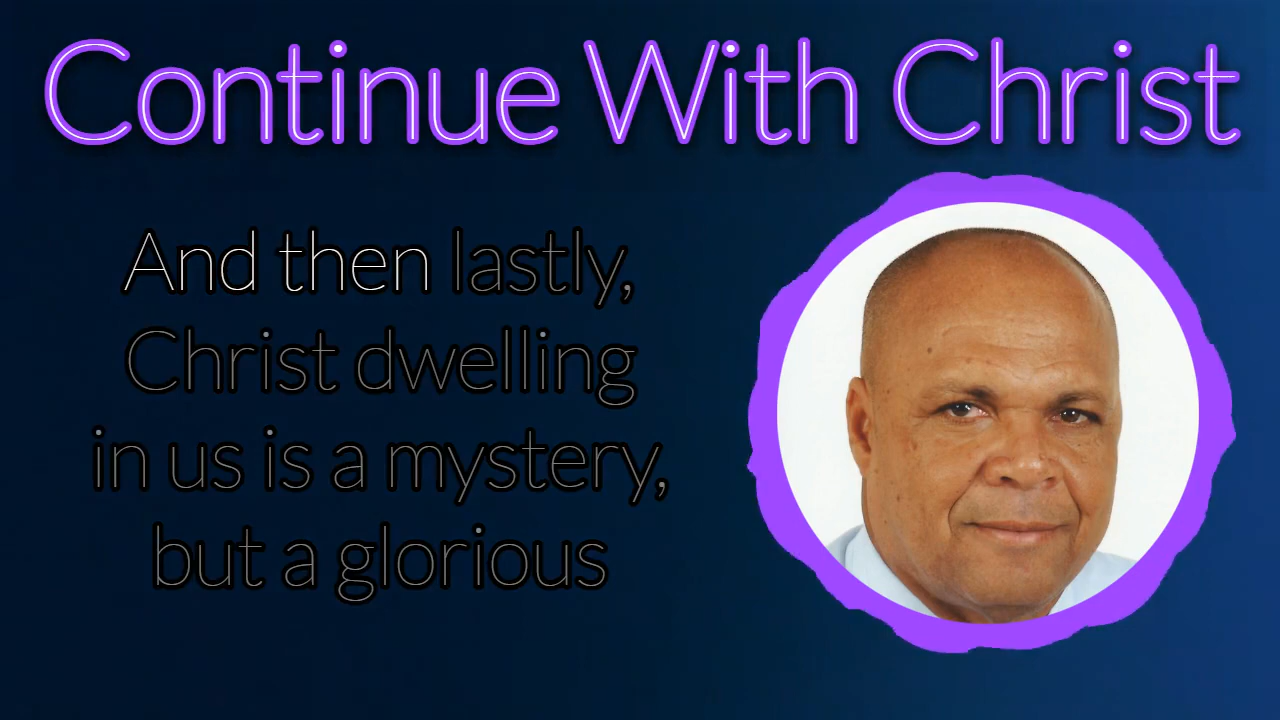 Continue With Christ
And then lastly,
Christ dwelling
in us is a mystery,
but a glorious